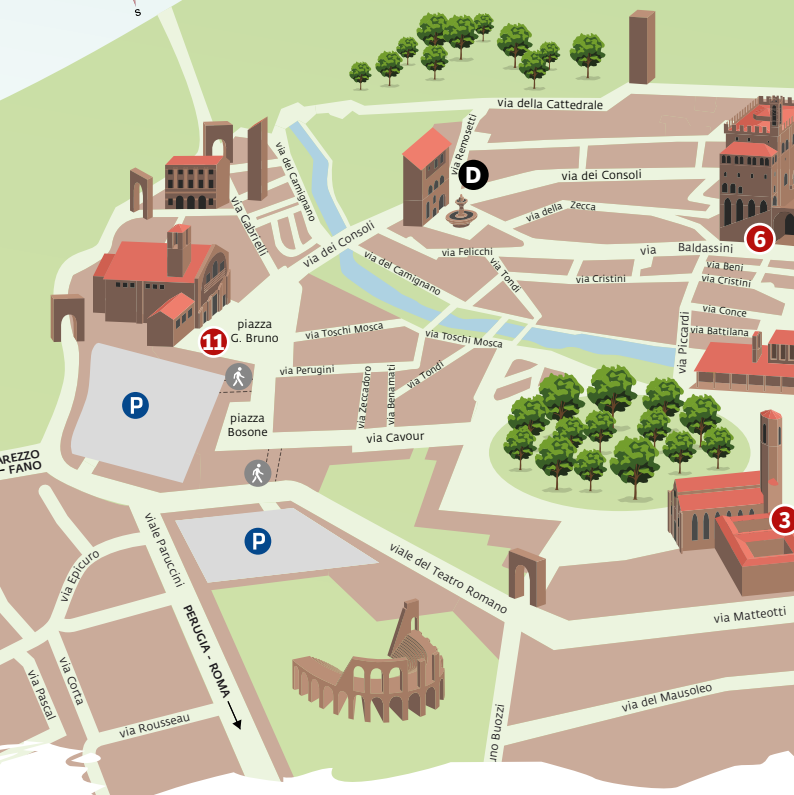 s
via della Cattedrale
via Remosetti
D
via dei Consoli
via del Camignano
via della Zecca
via Gabrielli
via dei Consoli
6
via Baldassini
via Felicchi
via Tondi
via Beni
via Cristini
via Cristini
via del Camignano
via Conce
piazza
G. Bruno
11
via Toschi Mosca
via Toschi Mosca
via Battilana
via Piccardi
via Perugini
via Tondi
via Zeccadoro
via Benamati
P
piazza
Bosone
via Cavour
AREZZO
– FANO
3
P
viale Paruccini
viale del Teatro Romano
via Epicuro
via Matteotti
PERUGIA - ROMA
via Corta
via Pascal
via del Mausoleo
via Rousseau
uno Buozzi